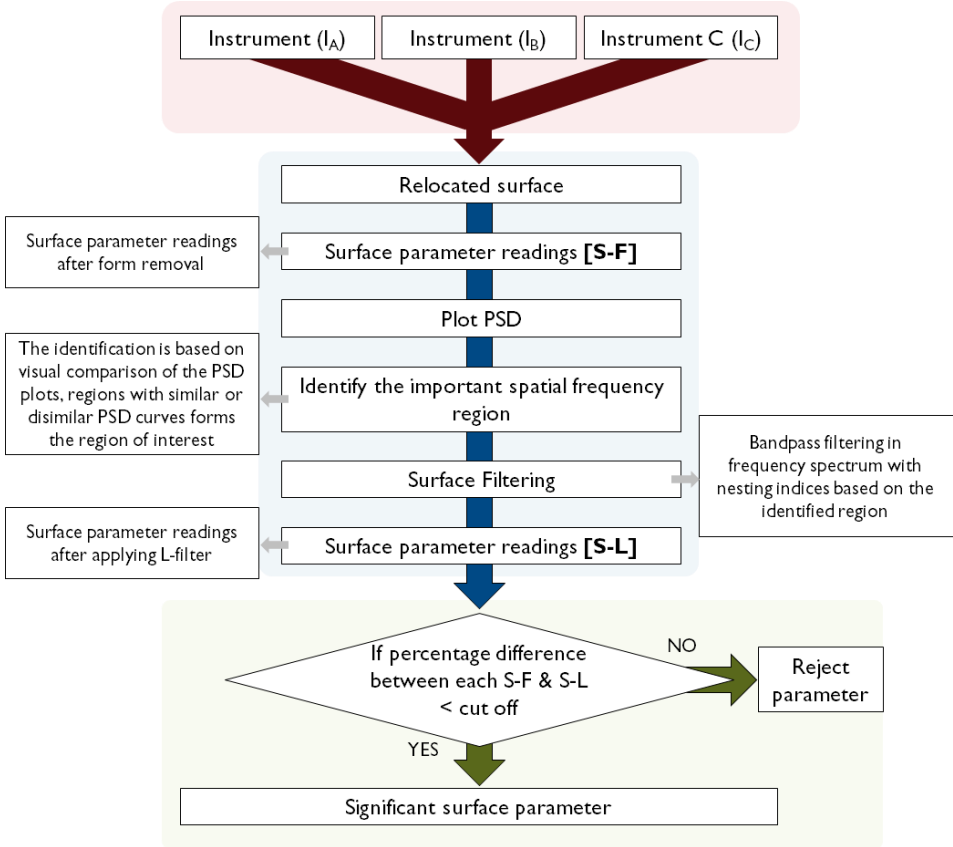 Instrument (I_A)
Instrument (I_B)
Instrument C (I_C)
Relocated surface
Surface parameter readings
after form removal
Surface parameter readings [S-F]
Plot PSD
The identification is based on
visual comparison of the PSD
plots, regions with similar or
disimilar PSD curves forms
the region of interest
Identify the important spatial frequency
region
Surface Filtering
Bandpass filtering in
frequency spectrum with
nesting indices based on the
identified region
Surface parameter readings
after applying L-filter
Surface parameter readings [S-L]
If percentage difference
between each S-F & S-L
< cut off
NO
Reject
parameter
YES
Significant surface parameter